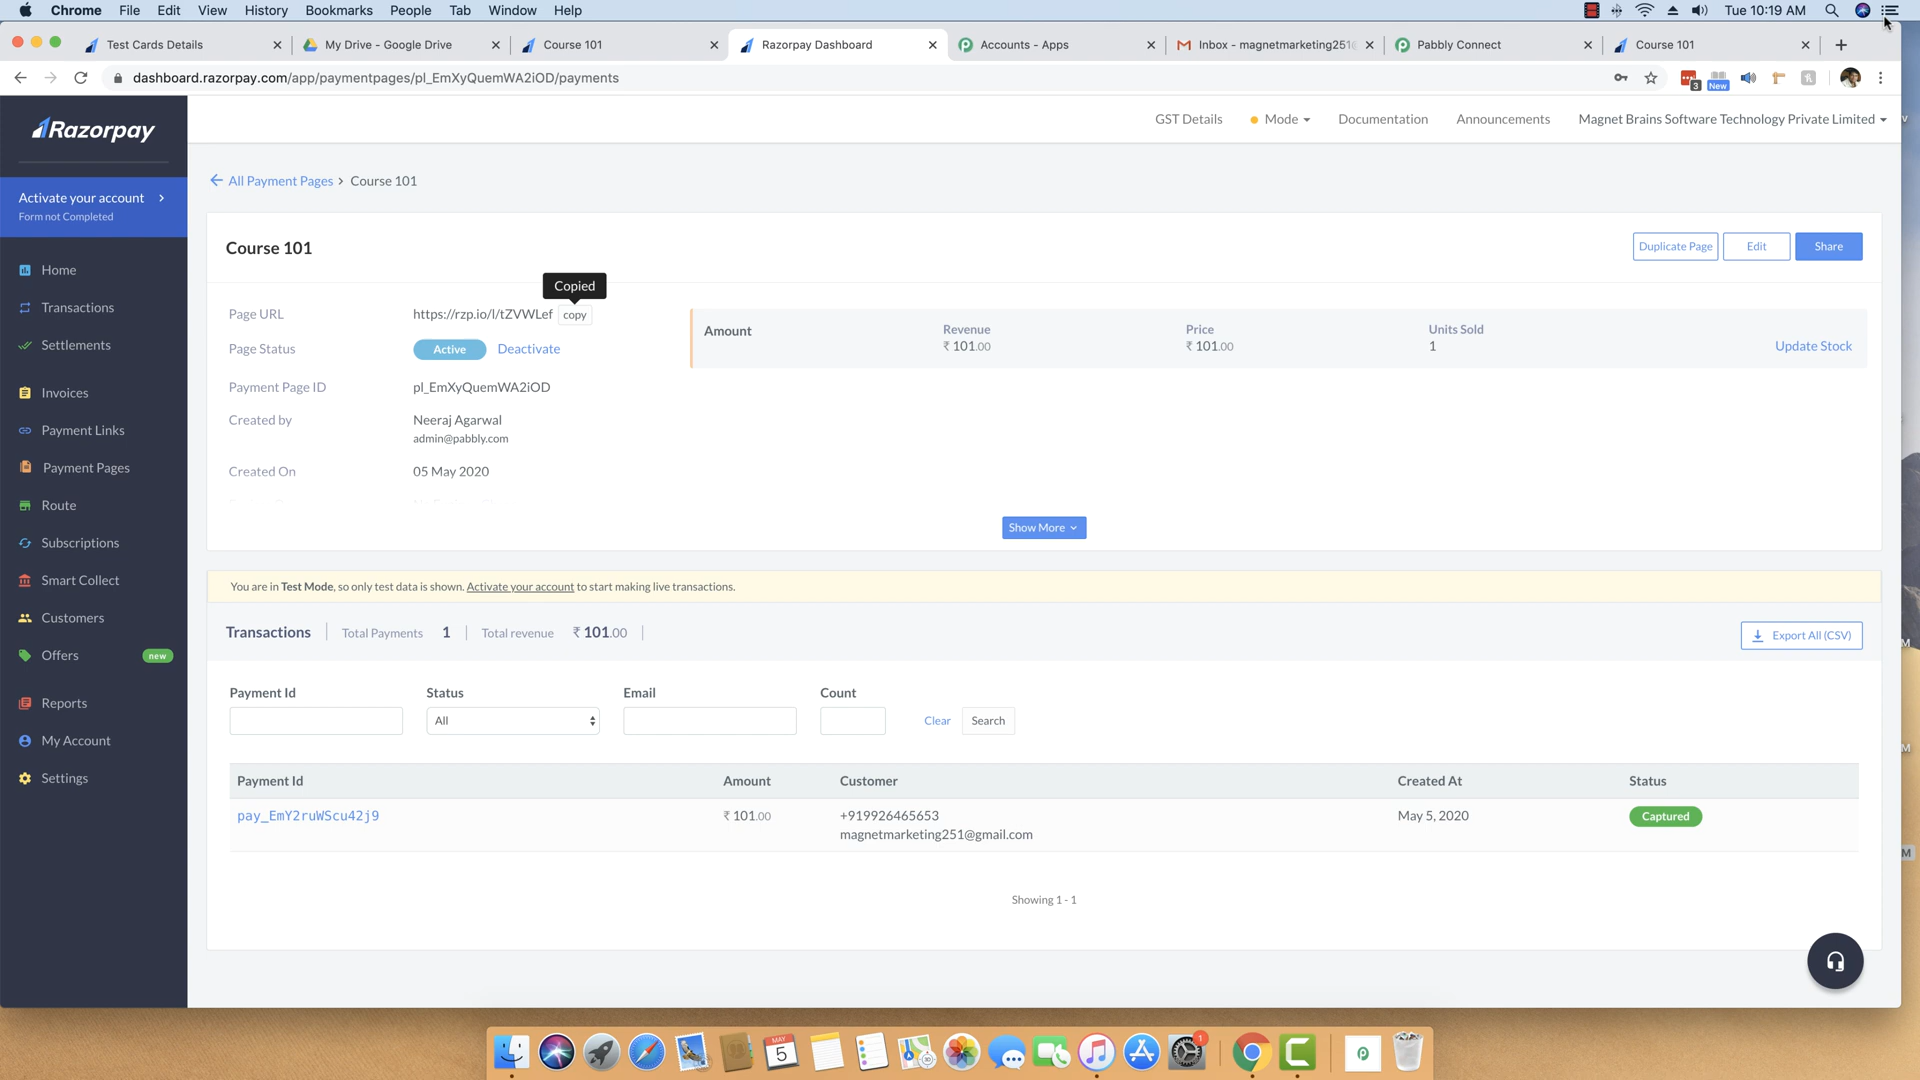 Chrome File Edit View History Bookmarks People Tab Window Help Tue 10:19 AM
Test Cards Details My Drive - Google Drive Course 101 Razorpay Dashboard Accounts - Apps Inbox - magnetmarketing251 Pabbly Connect Course 101
dashboard.razorpay.com/app/paymentpages/pl_EmXyQuemWA2iOD/payments 3 New
Razorpay
GST Details Mode Documentation Announcements Magnet Brains Software Technology Private Limited
Activate your account
Form not Completed
Home
Transactions
Settlements
Invoices
Payment Links
Payment Pages
Route
Subscriptions
Smart Collect
Customers
Offers new
Reports
My Account
Settings
All Payment Pages > Course 101
Course 101 Duplicate Page Edit Share
Copied
Page URL https://rzp.io/l/tZVWLef copy
Page Status Active Deactivate
Payment Page ID pl_EmXyQuemWA2iOD
Created by Neeraj Agarwal
admin@pabbly.com
Created On 05 May 2020
Amount Revenue Price Units Sold
₹ 101.00 ₹ 101.00 1 Update Stock
Show More
You are in Test Mode, so only test data is shown. Activate your account to start making live transactions.
Transactions Total Payments 1 Total revenue ₹ 101.00 Export All (CSV)
Payment Id Status Email Count
All Clear Search
Payment Id Amount Customer Created At Status
pay_EmY2ruWScu42j9 ₹ 101.00 +919926465653 May 5, 2020 Captured
magnetmarketing251@gmail.com
Showing 1 - 1
MAY
5
1